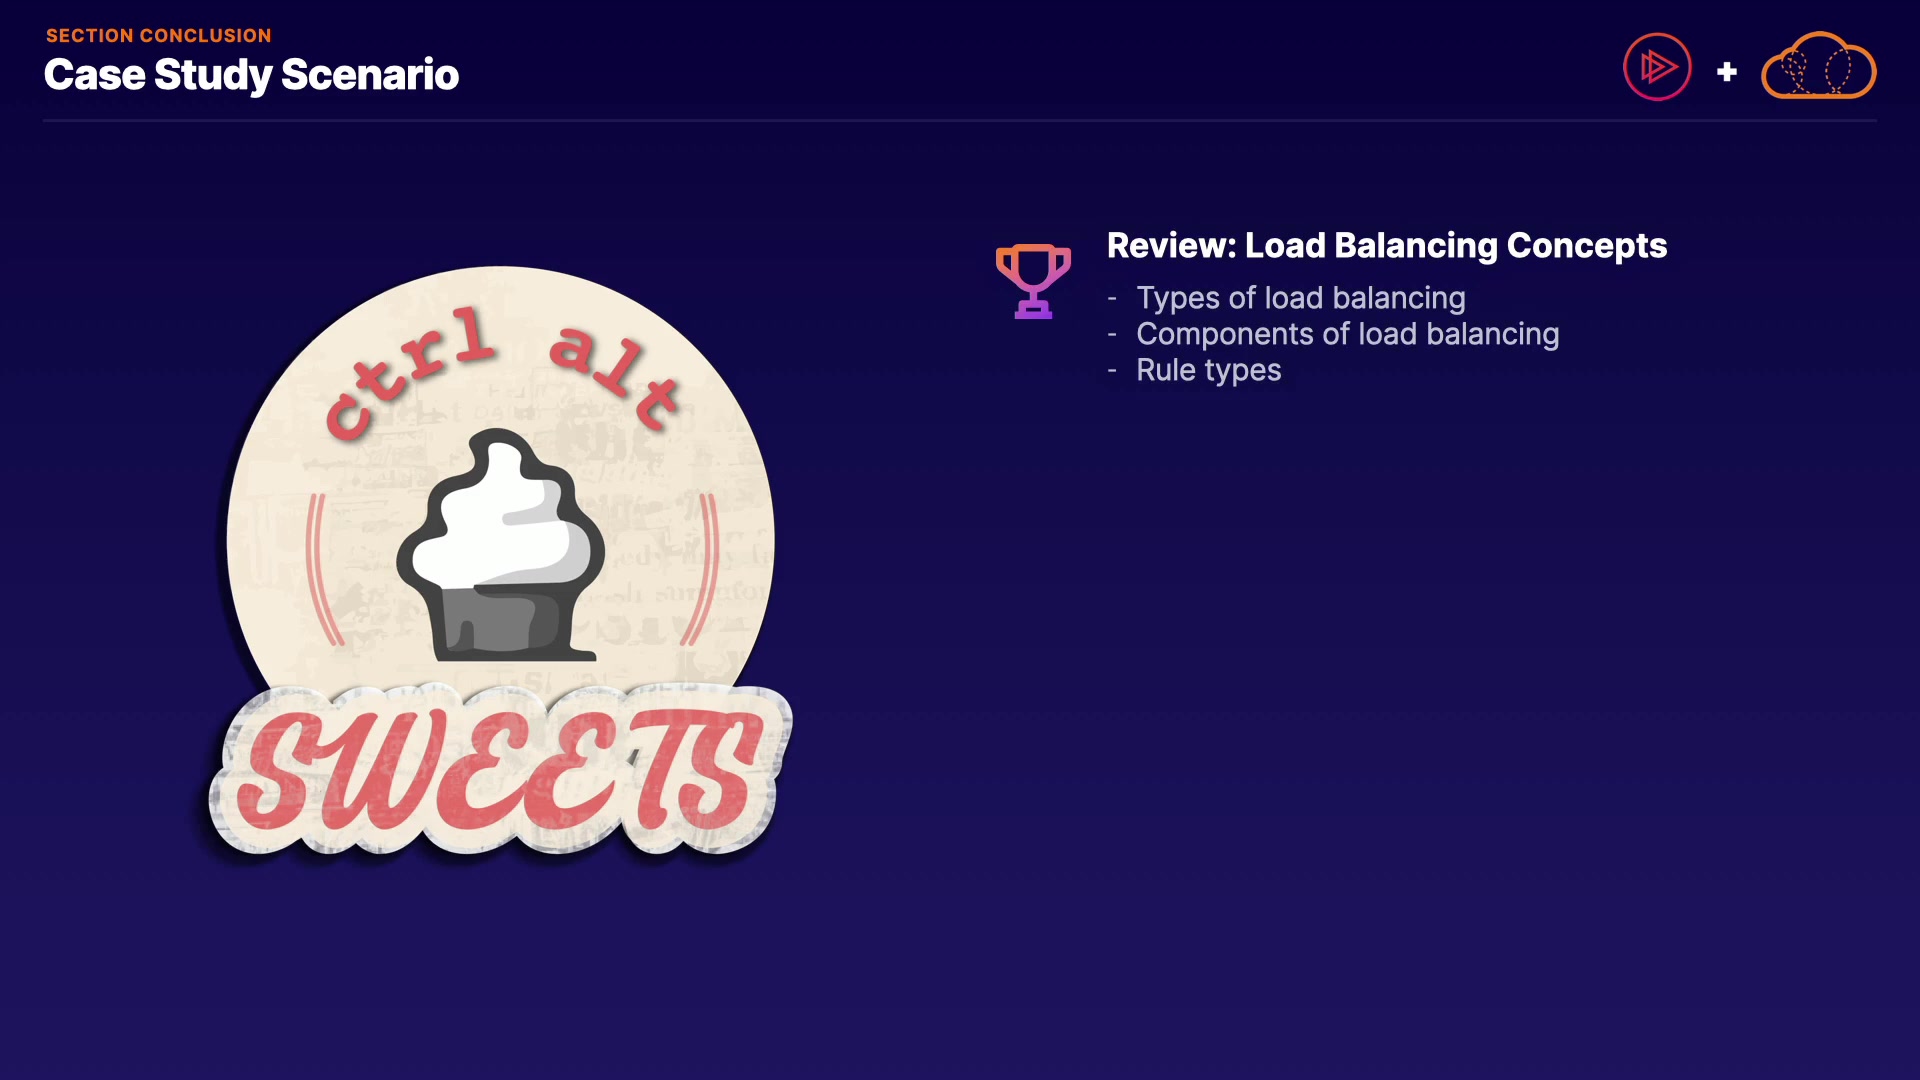 SECTION CONCLUSION
Case Study Scenario
+
ctrl alt
SWEETS
Review: Load Balancing Concepts
- Types of load balancing
- Components of load balancing
- Rule types